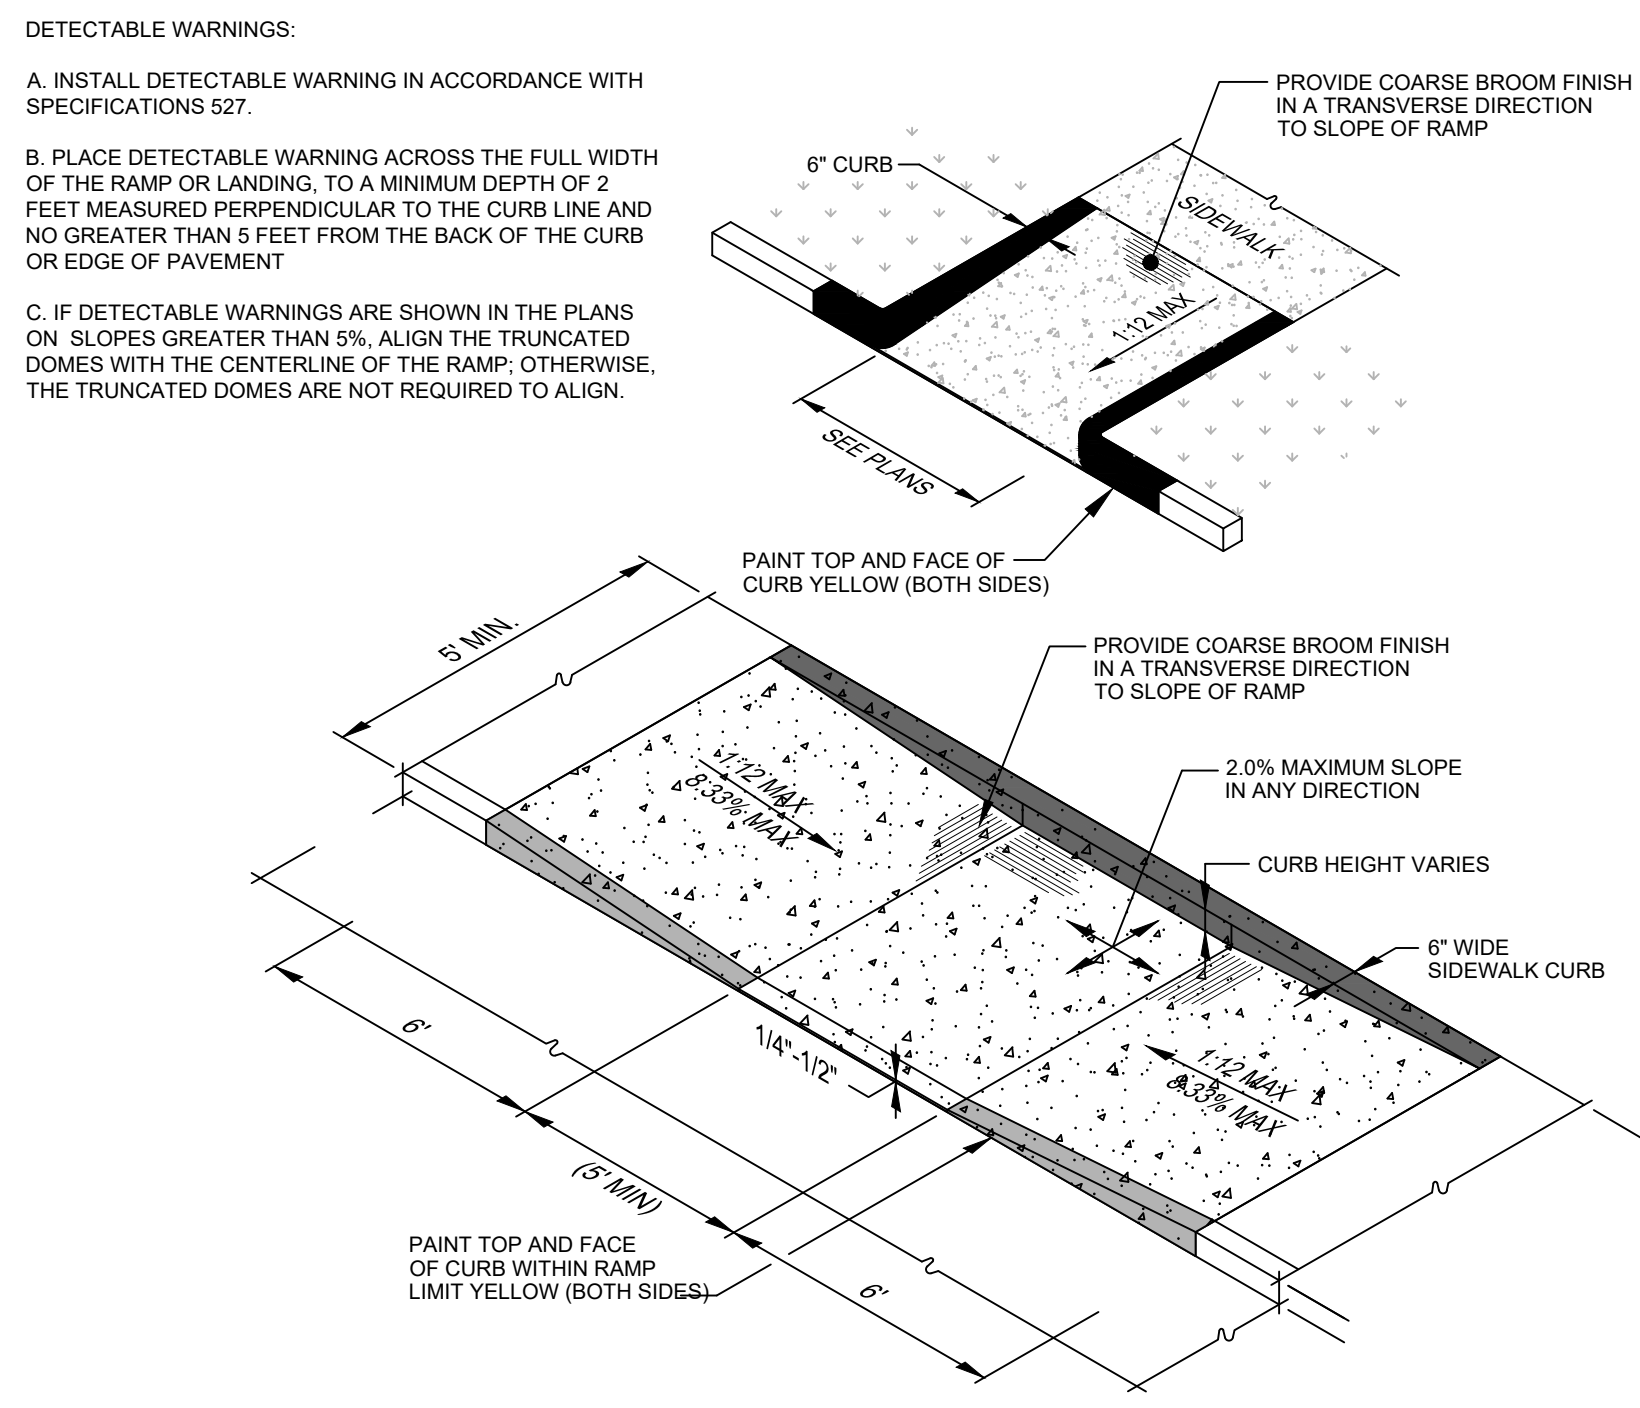 DETECTABLE WARNINGS:
A. INSTALL DETECTABLE WARNING IN ACCORDANCE WITH
SPECIFICATIONS 527.
B. PLACE DETECTABLE WARNING ACROSS THE FULL WIDTH
OF THE RAMP OR LANDING, TO A MINIMUM DEPTH OF 2
FEET MEASURED PERPENDICULAR TO THE CURB LINE AND
NO GREATER THAN 5 FEET FROM THE BACK OF THE CURB
OR EDGE OF PAVEMENT
C. IF DETECTABLE WARNINGS ARE SHOWN IN THE PLANS
ON SLOPES GREATER THAN 5%, ALIGN THE TRUNCATED
DOMES WITH THE CENTERLINE OF THE RAMP; OTHERWISE,
THE TRUNCATED DOMES ARE NOT REQUIRED TO ALIGN.
PROVIDE COARSE BROOM FINISH
IN A TRANSVERSE DIRECTION
TO SLOPE OF RAMP
6" CURB
SIDEWALK
1:12 MAX
SEE PLANS
PAINT TOP AND FACE OF
CURB YELLOW (BOTH SIDES)
5' MIN.
PROVIDE COARSE BROOM FINISH
IN A TRANSVERSE DIRECTION
TO SLOPE OF RAMP
1:12 MAX
8.33% MAX
2.0% MAXIMUM SLOPE
IN ANY DIRECTION
CURB HEIGHT VARIES
6" WIDE
SIDEWALK CURB
6'
1/4"-1/2"
1:12 MAX
8.33% MAX
(5' MIN)
PAINT TOP AND FACE
OF CURB WITHIN RAMP
LIMIT YELLOW (BOTH SIDES)
6'